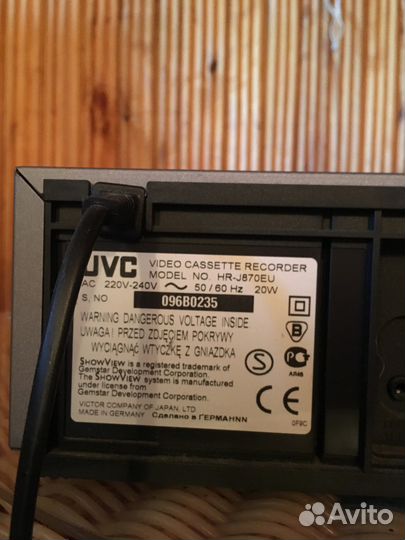 JVC
VIDEO CASSETTE RECORDER
MODEL NO. HR-J870EU
AC 220V-240V ~ 50/60 Hz 20W
S, NO 096B0235
WARNING DANGEROUS VOLTAGE INSIDE
UWAGA! PRZED ZDJĘCIEM POKRYWY
WYCIĄGNĄĆ WTYCZKĘ Z GNIAZDKA
SHOWVIEW is a registered trademark of
Gemstar Development Corporation.
The SHOWVIEW system is manufactured
under license from
Gemstar Development Corporation.
VICTOR COMPANY OF JAPAN, LTD
MADE IN GERMANY Сделано в ГЕРМАНИИ
B
S
АЯ46
CE
0F9C
Avito